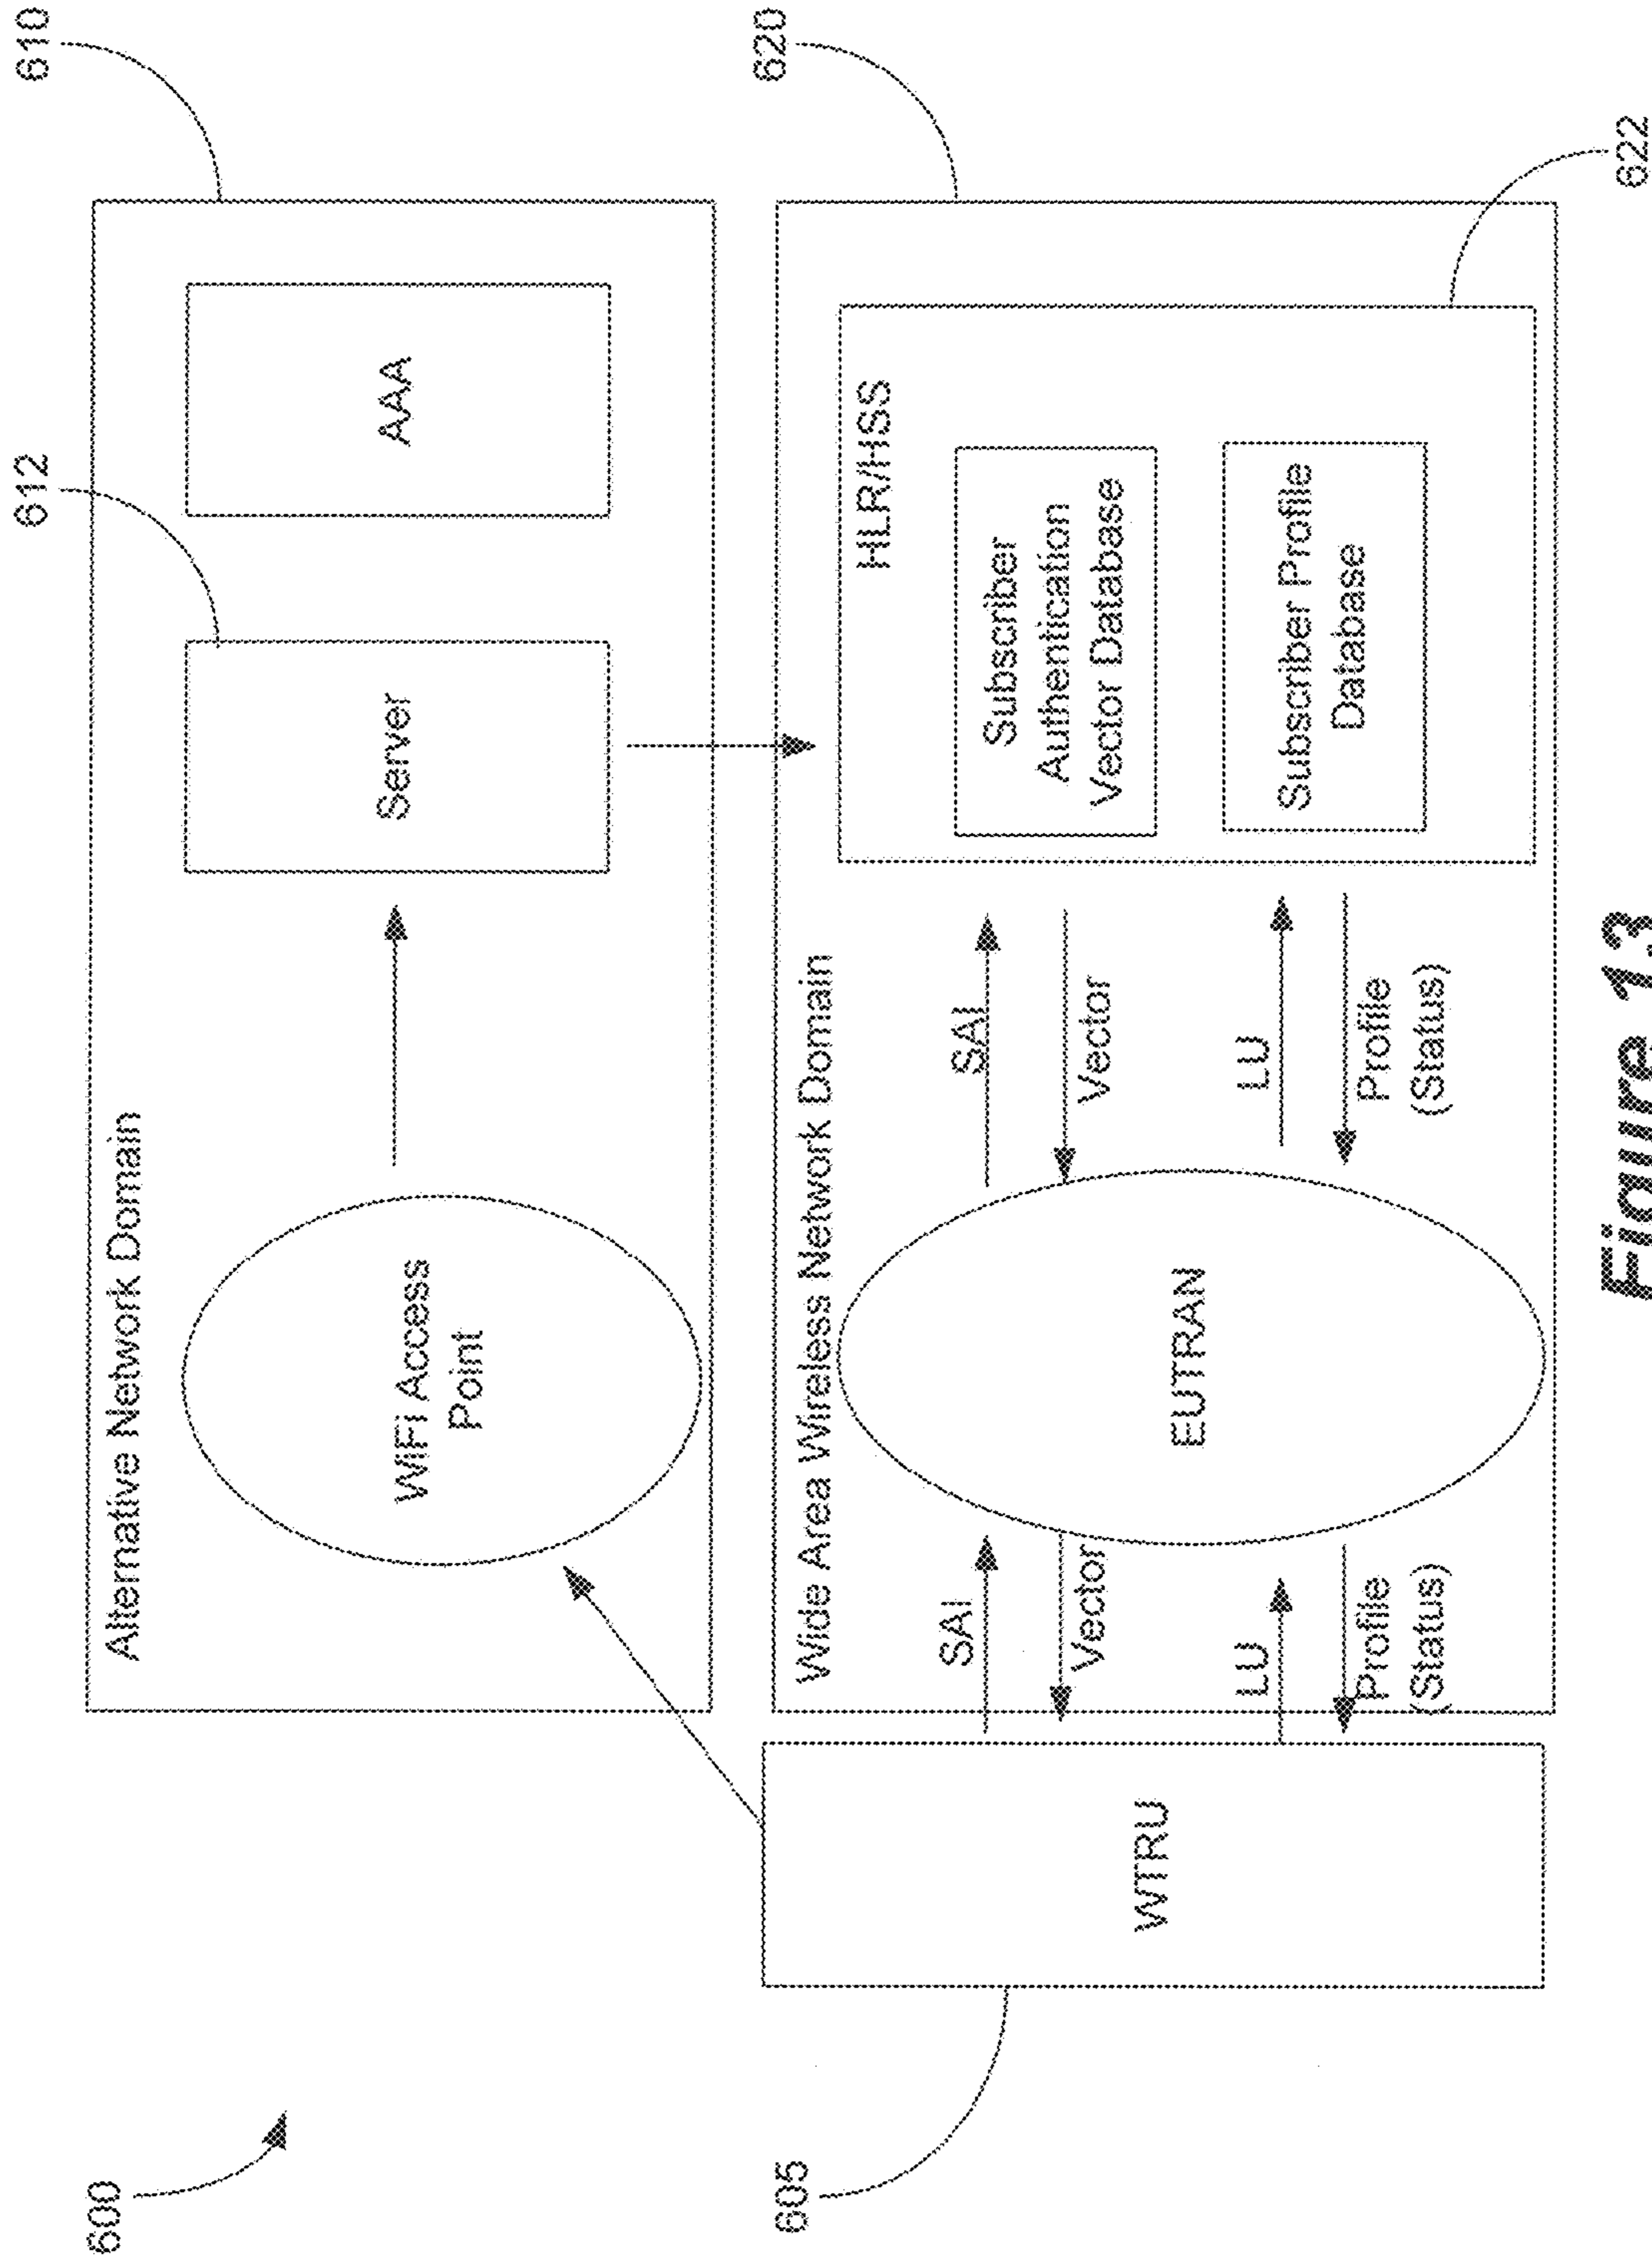 600
610
612
Alternative Network Domain
WiFi Access
Point
Server
AAA
605
620
WTRU
Wide Area Wireless Network Domain
SAI
Vector
LU
Profile
(Status)
EUTRAN
SAI
Vector
LU
Profile
(Status)
HLR/HSS
Subscriber
Authentication
Vector Database
Subscriber Profile
Database
622
Figure 13